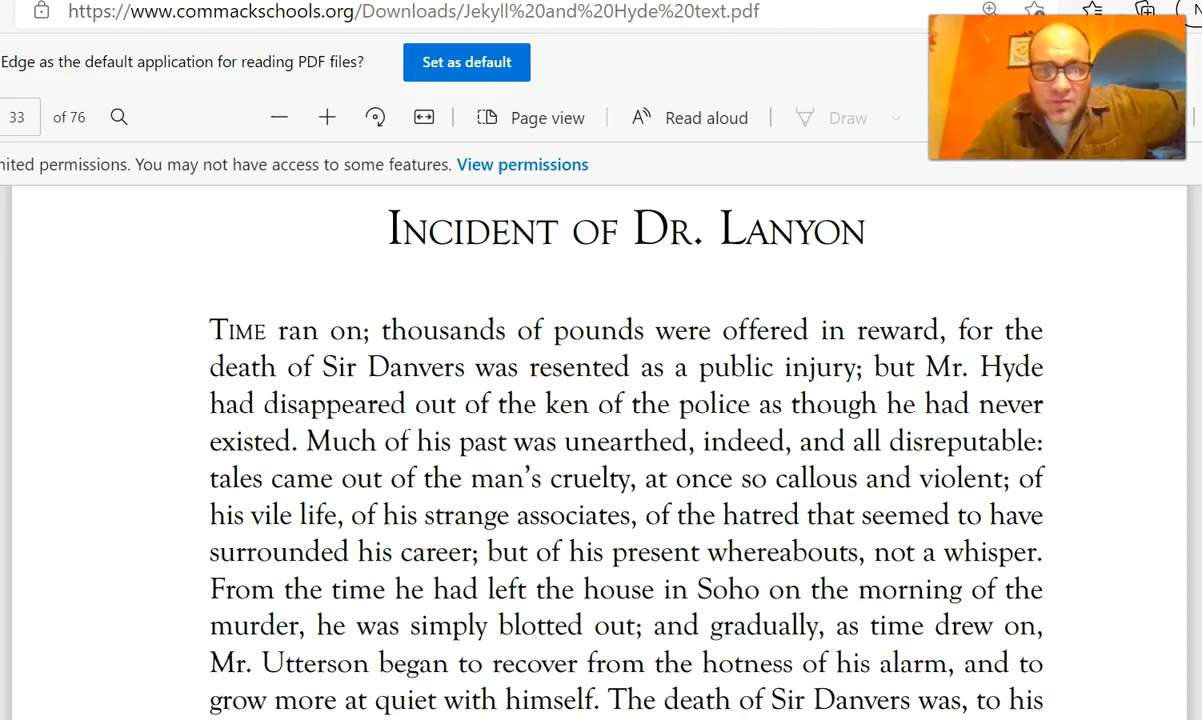 https://www.commackschools.org/Downloads/Jekyll%20and%20Hyde%20text.pdf
Edge as the default application for reading PDF files? Set as default
33 of 76 Page view Read aloud Draw
permissions. You may not have access to some features. View permissions
INCIDENT OF DR. LANYON
TIME ran on; thousands of pounds were offered in reward, for the
death of Sir Danvers was resented as a public injury; but Mr. Hyde
had disappeared out of the ken of the police as though he had never
existed. Much of his past was unearthed, indeed, and all disreputable:
tales came out of the man’s cruelty, at once so callous and violent; of
his vile life, of his strange associates, of the hatred that seemed to have
surrounded his career; but of his present whereabouts, not a whisper.
From the time he had left the house in Soho on the morning of the
murder, he was simply blotted out; and gradually, as time drew on,
Mr. Utterson began to recover from the hotness of his alarm, and to
grow more at quiet with himself. The death of Sir Danvers was, to his